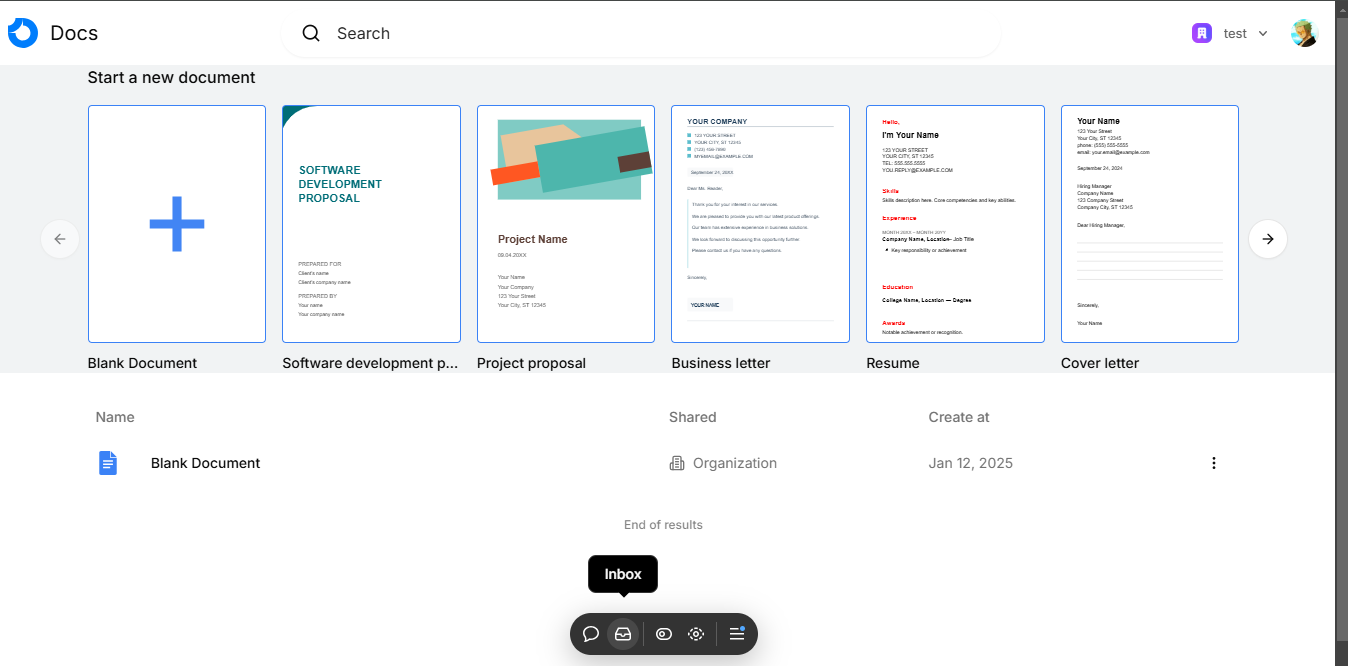 Docs
Search
test
Start a new document
SOFTWARE
DEVELOPMENT
PROPOSAL
PREPARED FOR
Client's name
Client's company name
PREPARED BY
Your name
Your company name
Project Name
09.04.20XX
Your Name
Your Company
123 Your Street
Your City, ST 12345
YOUR COMPANY
123 YOUR STREET
YOUR CITY, ST 12345
(123) 456-7890
MYEMAIL@EXAMPLE.COM
Dear Ms. Reader,
Thank you for your interest in our services.
We are pleased to provide you with our latest product offerings.
Our team has extensive experience in business solutions.
We look forward to discussing this opportunity further.
Please contact us if you have any questions.
Sincerely,
YOUR NAME
Hello,
I'm Your Name
123 YOUR STREET
YOUR CITY, ST 12345
TEL: 555.555.5555
YOU.REPLY@EXAMPLE.COM
Skills
Skills description here. Core competencies and key abilities.
Experience
MONTH 20XX – MONTH 20YY
Company Name, Location– Job Title
Key responsibility or achievement
Education
College Name, Location — Degree
Awards
Notable achievement or recognition.
Your Name
123 Your Street
Your City, ST 12345
phone: (555) 555-5555
email: your.email@example.com
September 24, 2024
Hiring Manager
Company Name
123 Company Street
Company City, ST 12345
Dear Hiring Manager,
Sincerely,
Your Name
Blank Document
Software development p...
Project proposal
Business letter
Resume
Cover letter
Name
Shared
Create at
Blank Document
Organization
Jan 12, 2025
End of results
Inbox